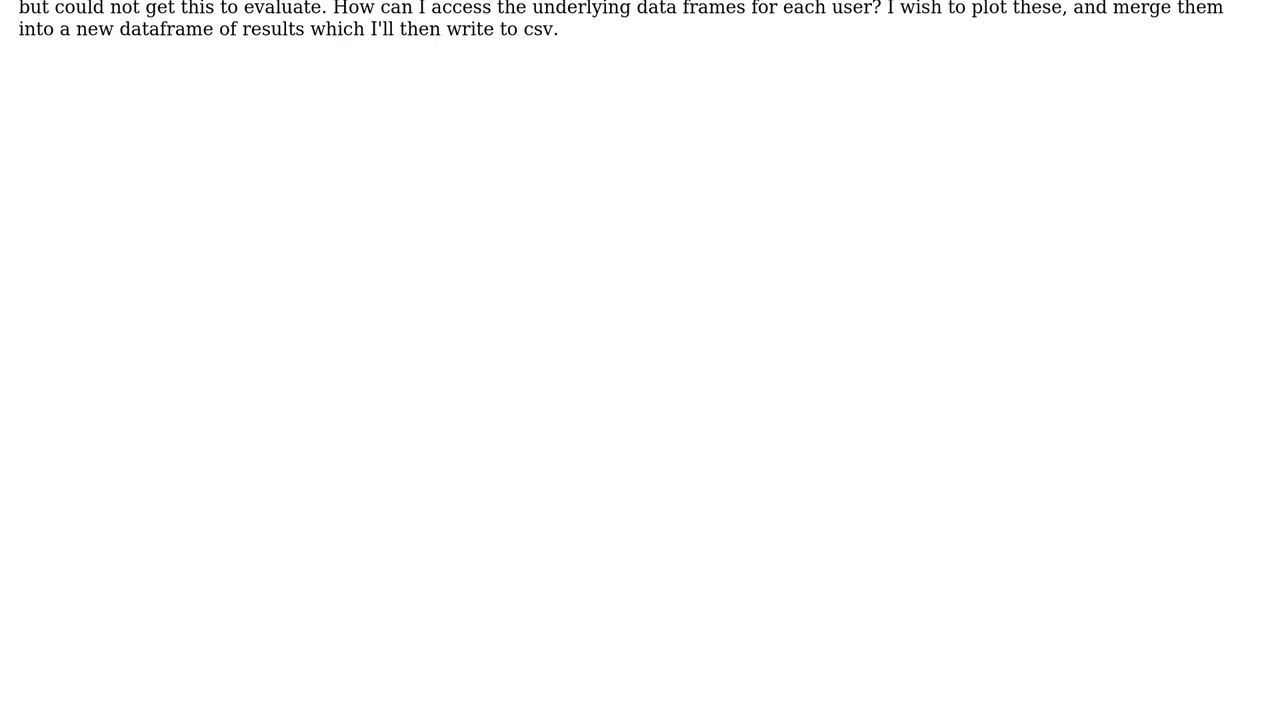 but could not get this to evaluate. How can I access the underlying data frames for each user? I wish to plot these, and merge them
into a new dataframe of results which I'll then write to csv.